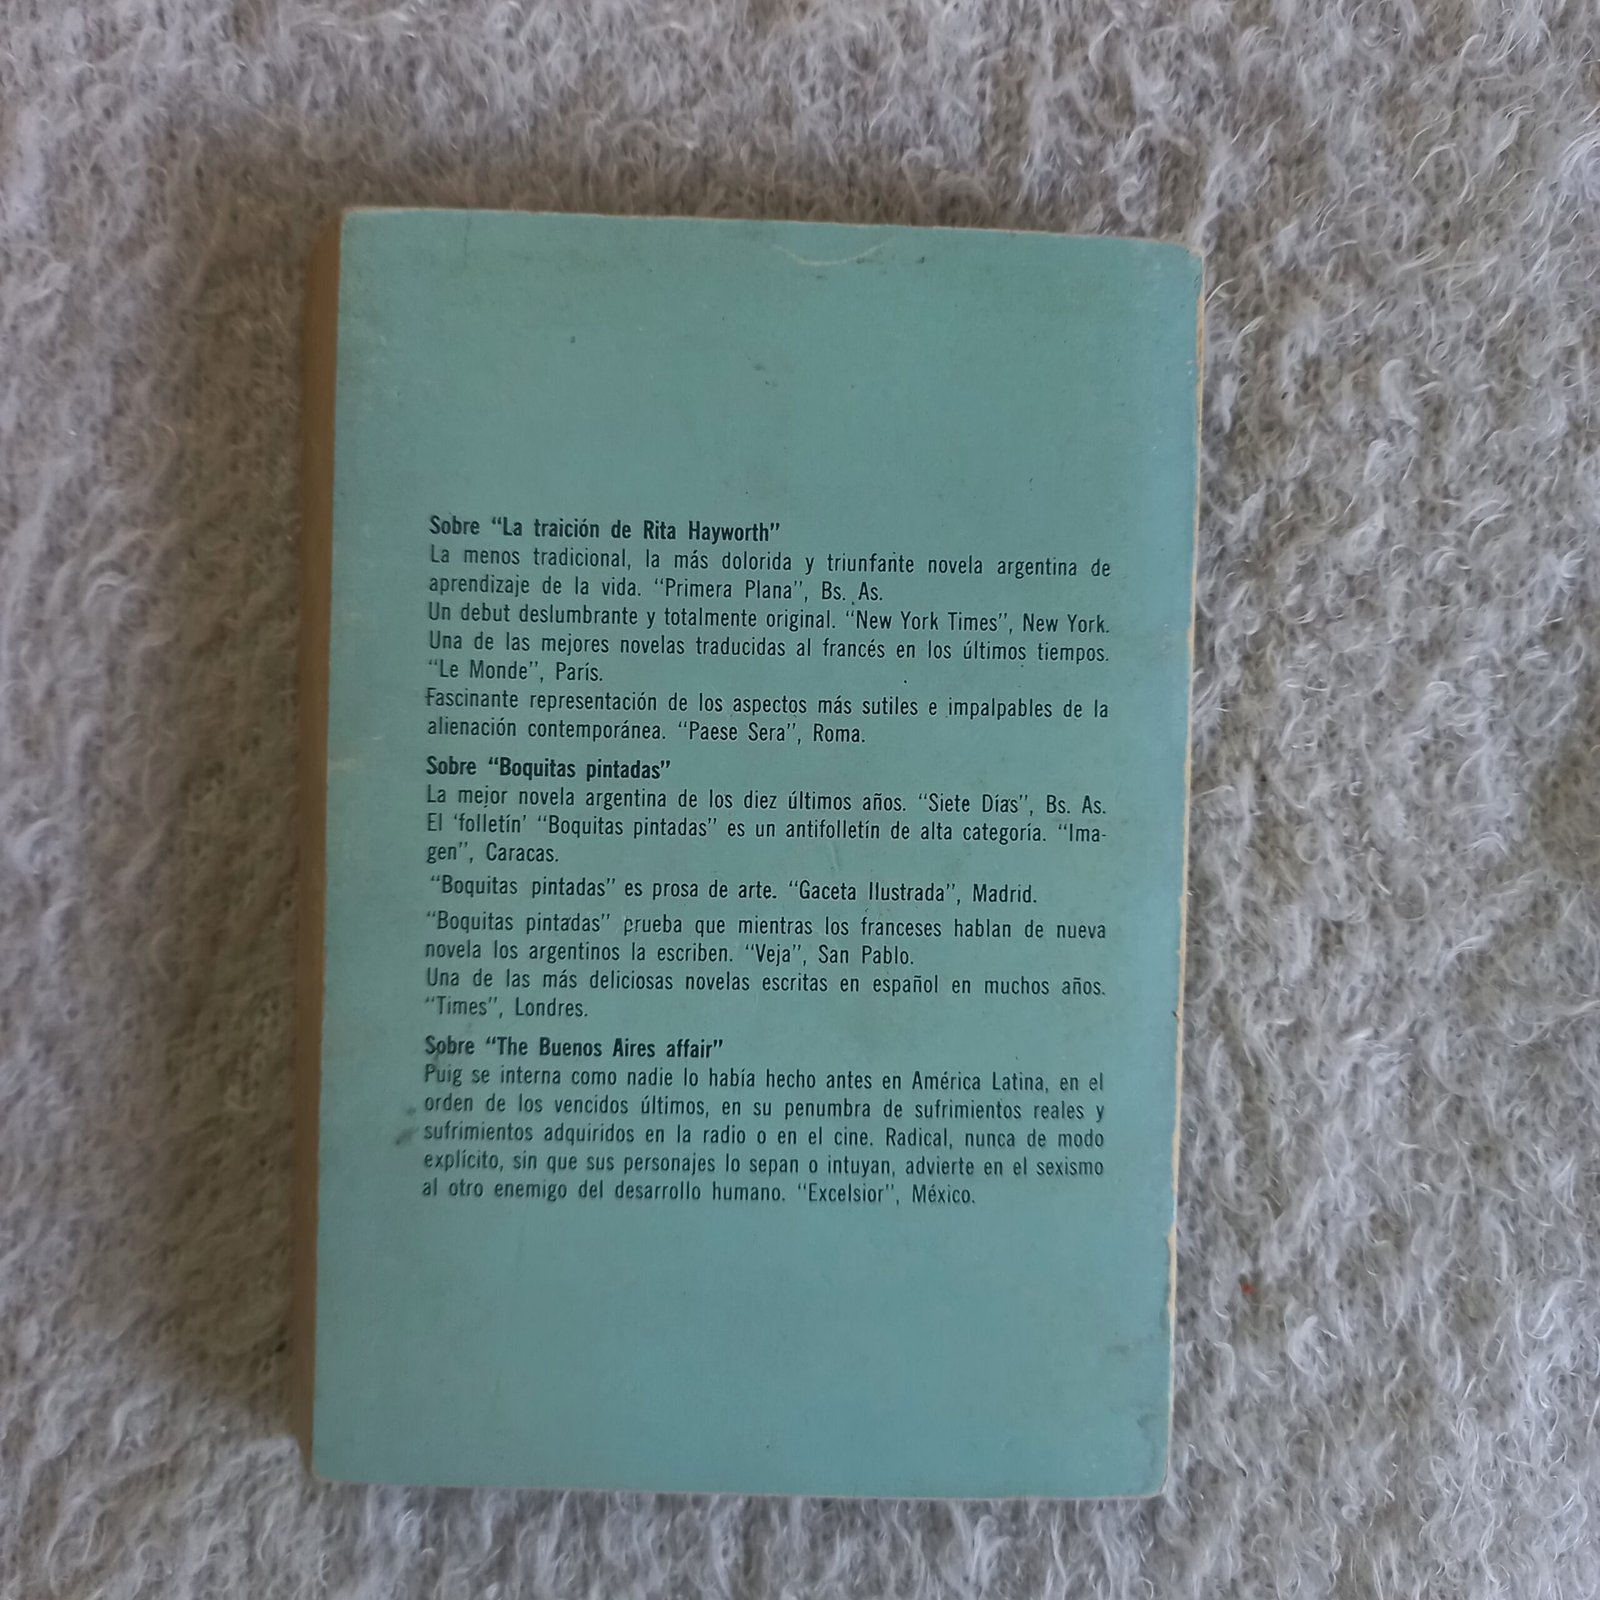 Sobre "La traición de Rita Hayworth"
La menos tradicional, la más dolorida y triunfante novela argentina de
aprendizaje de la vida. "Primera Plana", Bs. As.
Un debut deslumbrante y totalmente original. "New York Times", New York.
Una de las mejores novelas traducidas al francés en los últimos tiempos.
"Le Monde", París.
Fascinante representación de los aspectos más sutiles e impalpables de la
alienación contemporánea. "Paese Sera", Roma.
Sobre "Boquitas pintadas"
La mejor novela argentina de los diez últimos años. "Siete Días", Bs. As.
El 'folletín' "Boquitas pintadas" es un antifolletín de alta categoría. "Ima-
gen", Caracas.
"Boquitas pintadas" es prosa de arte. "Gaceta Ilustrada", Madrid.
"Boquitas pintadas" prueba que mientras los franceses hablan de nueva
novela los argentinos la escriben. "Veja", San Pablo.
Una de las más deliciosas novelas escritas en español en muchos años.
"Times", Londres.
Sobre "The Buenos Aires affair"
Puig se interna como nadie lo había hecho antes en América Latina, en el
orden de los vencidos últimos, en su penumbra de sufrimientos reales y
sufrimientos adquiridos en la radio o en el cine. Radical, nunca de modo
explícito, sin que sus personajes lo sepan o intuyan, advierte en el sexismo
al otro enemigo del desarrollo humano. "Excelsior", México.